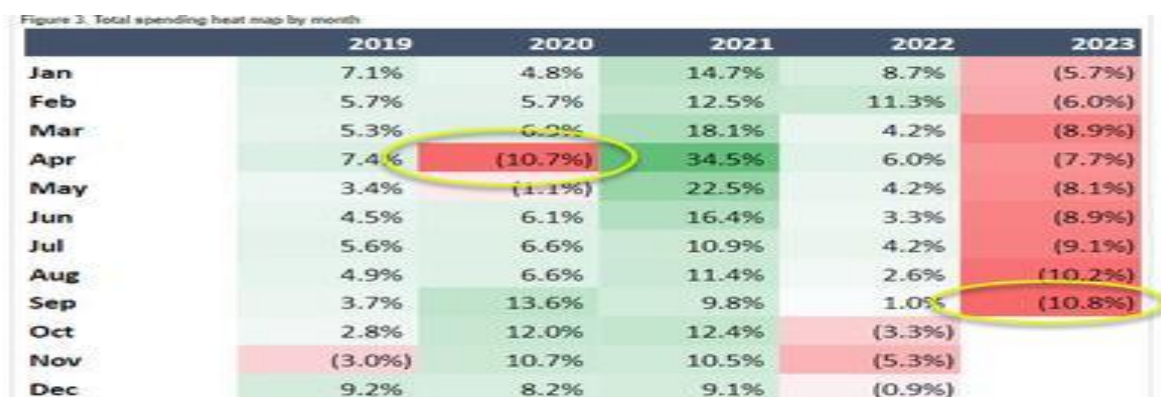 Figure 3. Total spending heat map by month
2019 2020 2021 2022 2023
Jan 7.1% 4.8% 14.7% 8.7% (5.7%)
Feb 5.7% 5.7% 12.5% 11.3% (6.0%)
Mar 5.3% 18.1% 4.2% (8.9%)
Apr 7.4% (10.7%) 34.5% 6.0% (7.7%)
May 3.4% (1.1%) 22.5% 4.2% (8.1%)
Jun 4.5% 6.1% 16.4% 3.3% (8.9%)
Jul 5.6% 6.6% 10.9% 4.2% (9.1%)
Aug 4.9% 6.6% 11.4% 2.6% (10.2%)
Sep 3.7% 13.6% 9.8% 1.0% (10.8%)
Oct 2.8% 12.0% 12.4% (3.3%)
Nov (3.0%) 10.7% 10.5% (5.3%)
Dec 9.2% 8.2% 9.1% (0.9%)